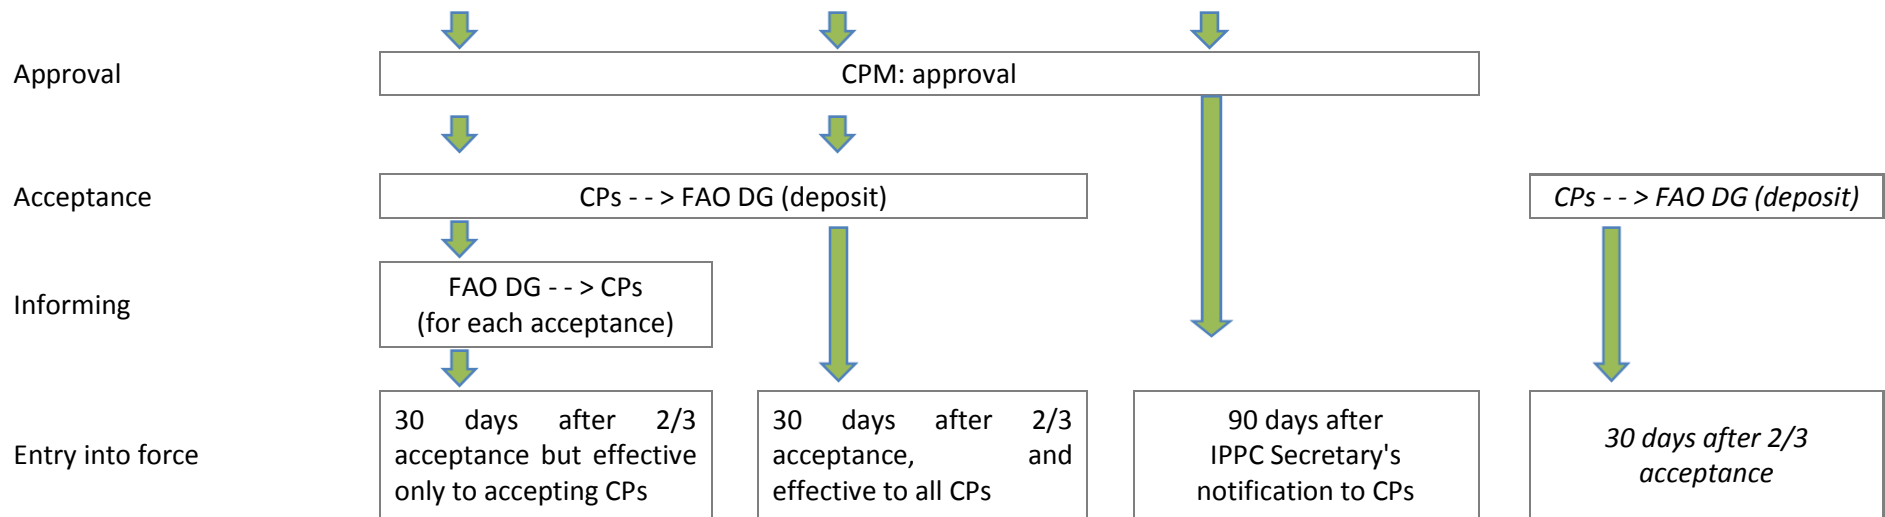 Approval
CPM: approval
Acceptance
CPs - - > FAO DG (deposit)
CPs - - > FAO DG (deposit)
Informing
FAO DG - - > CPs
(for each acceptance)
Entry into force
30 days after 2/3
acceptance but effective
only to accepting CPs
30 days after 2/3
acceptance, and
effective to all CPs
90 days after
IPPC Secretary's
notification to CPs
30 days after 2/3
acceptance